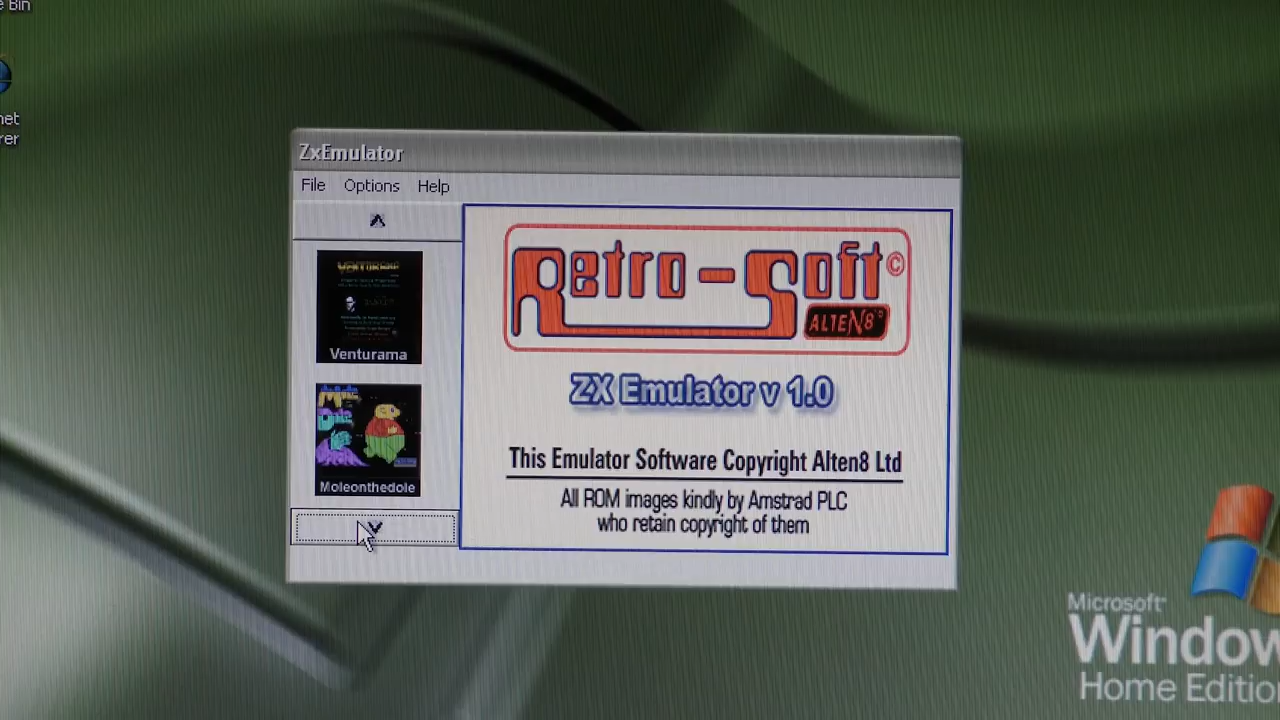 e Bin
net
rer
ZxEmulator
File Options Help
Venturama
Moleonthedole
Retro-Soft©
ALTEN8
ZX Emulator v 1.0
This Emulator Software Copyright Alten8 Ltd
All ROM images kindly by Amstrad PLC
who retain copyright of them
Microsoft
Window
Home Edition